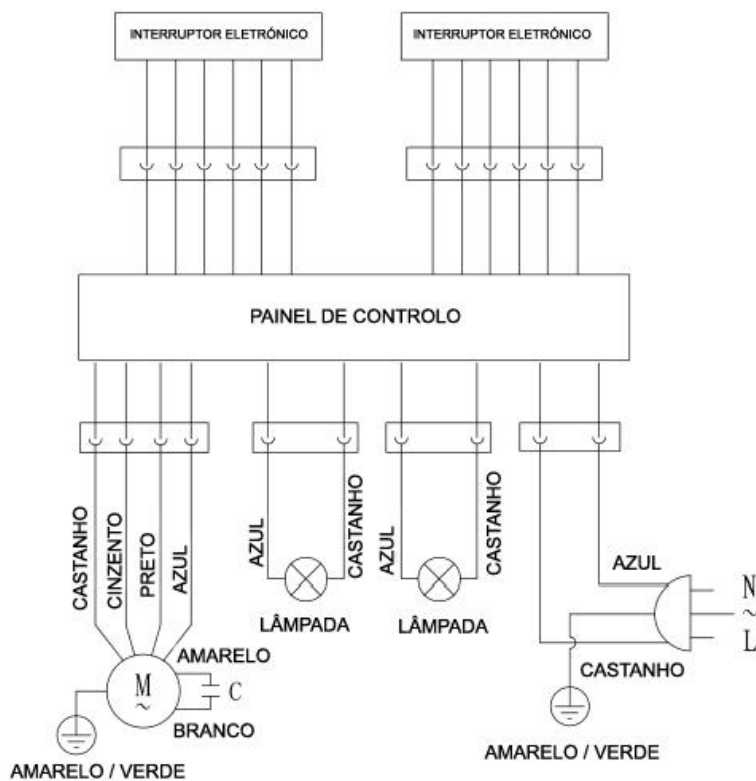 INTERRUPTOR ELETRÓNICO
INTERRUPTOR ELETRÓNICO
PAINEL DE CONTROLO
CASTANHO
CINZENTO
PRETO
AZUL
AZUL
CASTANHO
AZUL
CASTANHO
LÂMPADA
LÂMPADA
AZUL
N
~
L
CASTANHO
AMARELO
M
~
C
BRANCO
AMARELO / VERDE
AMARELO / VERDE